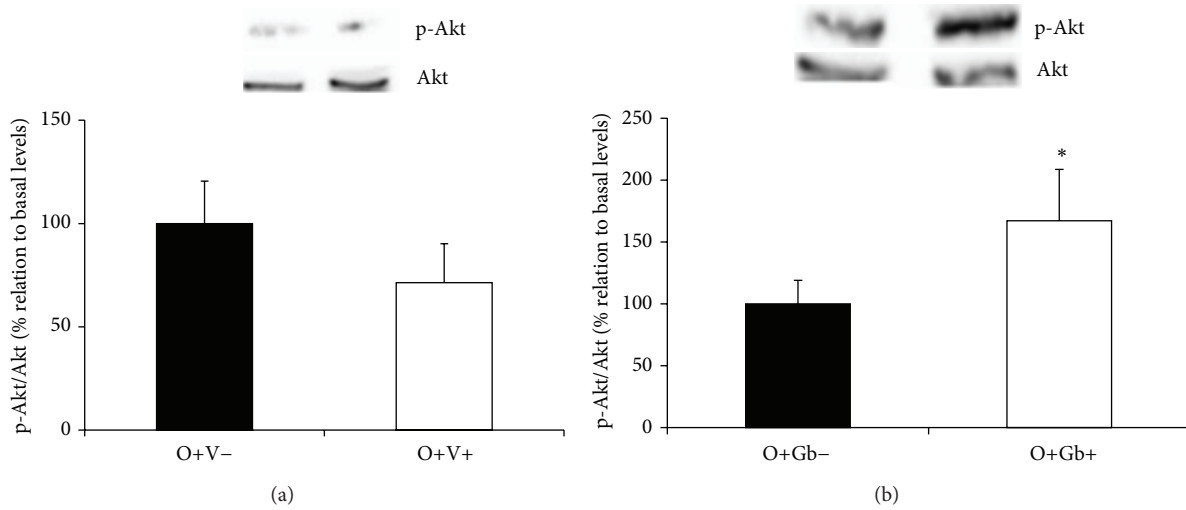 p-Akt
Akt
150
100
50
0
p-Akt/Akt (% relation to basal levels)
O+V−
O+V+
(a)
p-Akt
Akt
250
200
150
100
50
0
p-Akt/Akt (% relation to basal levels)
*
O+Gb−
O+Gb+
(b)